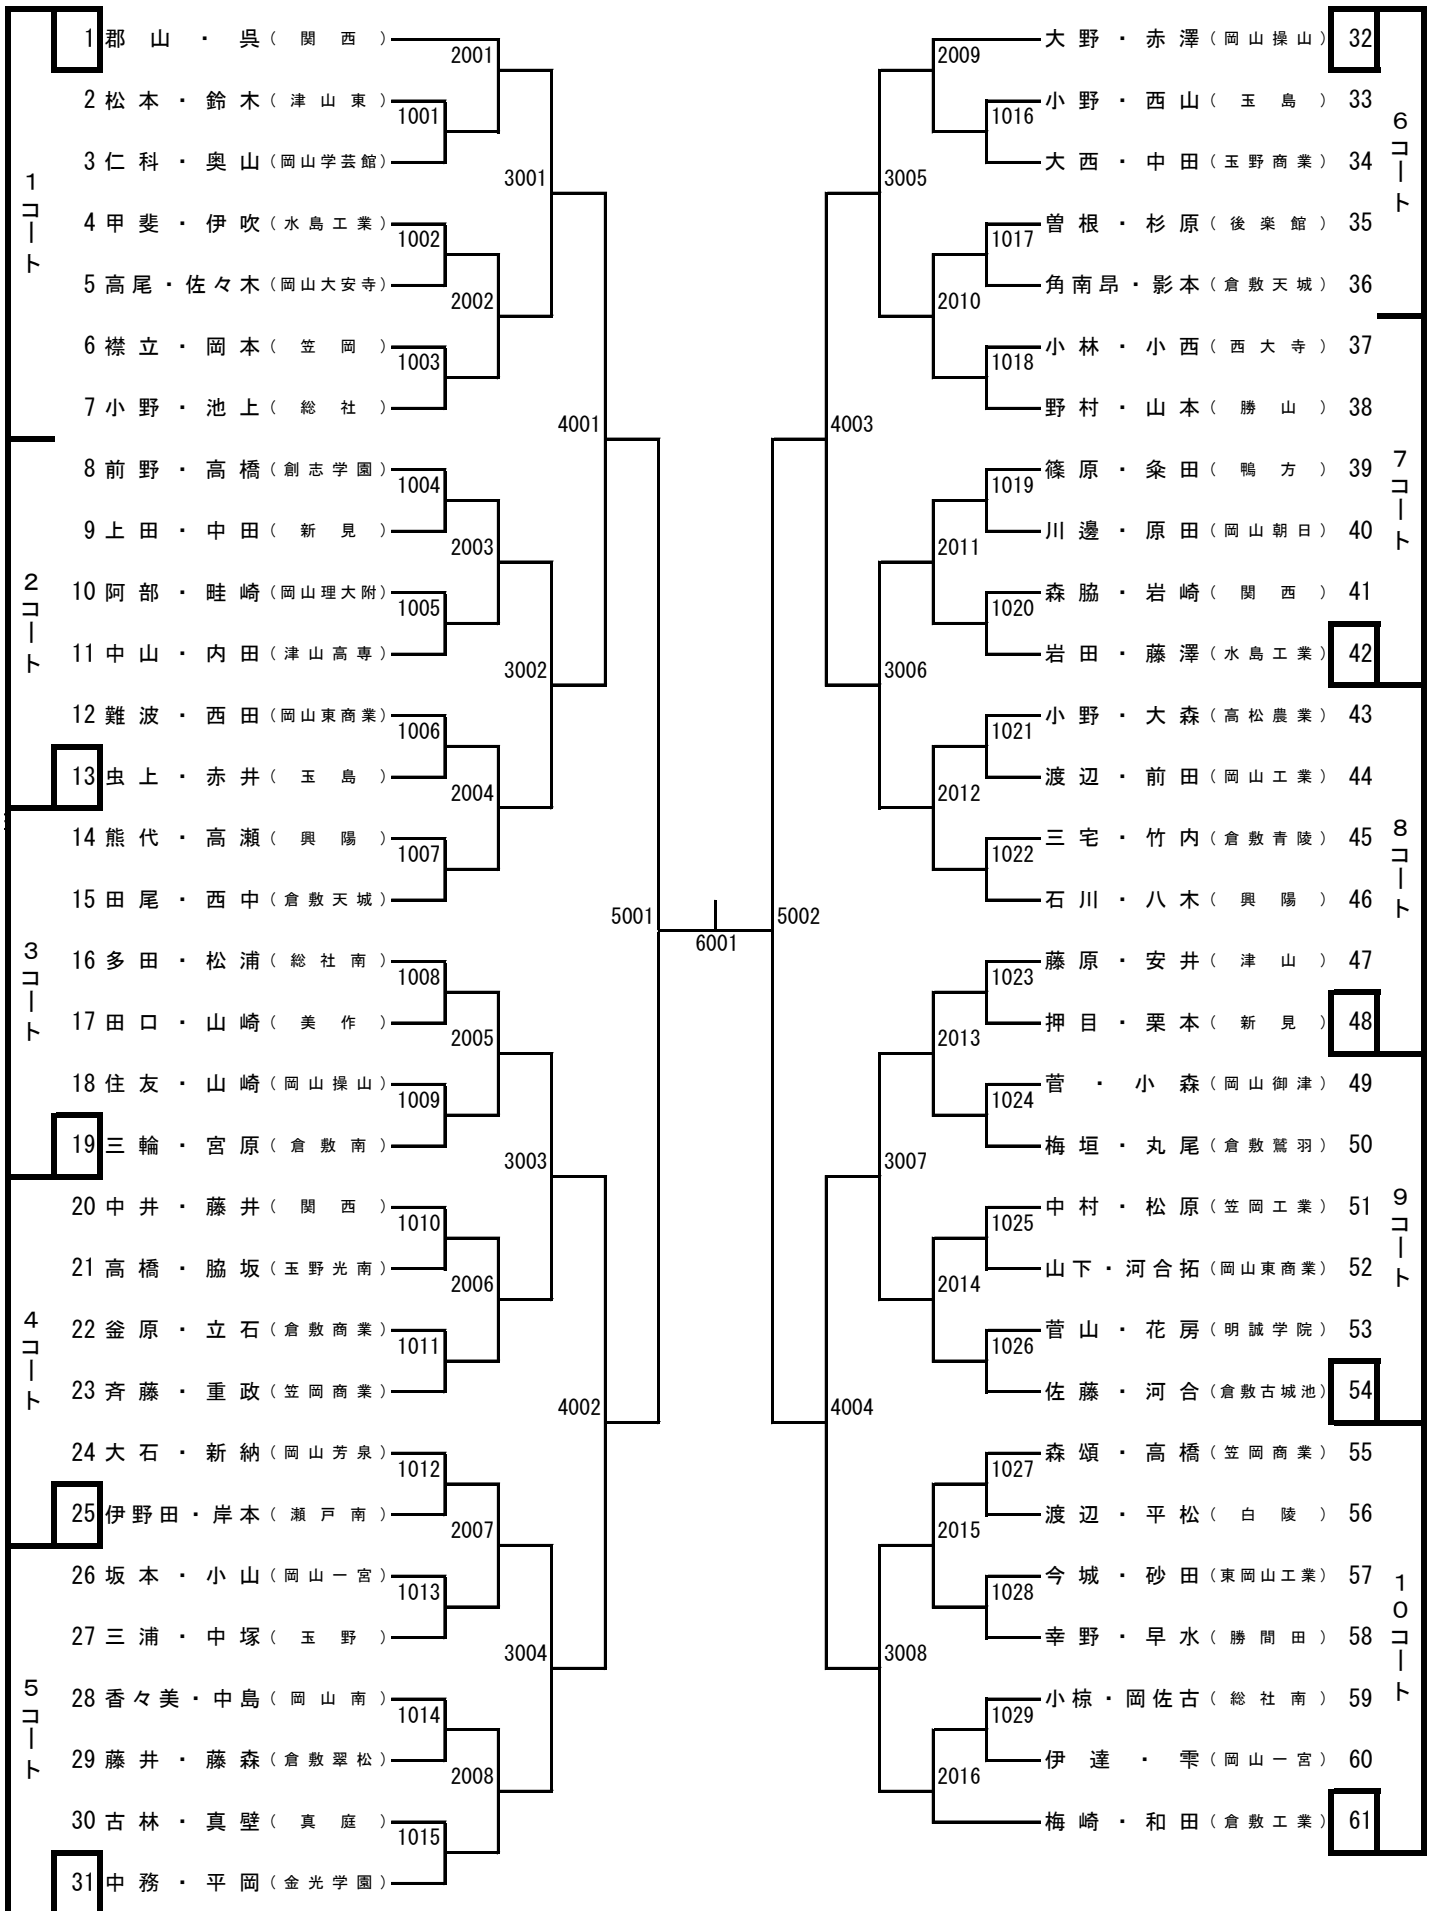 1コート
1 郡山・呉(関西)
2 松本・鈴木(津山東)
3 仁科・奥山(岡山学芸館)
4 甲斐・伊吹(水島工業)
5 高尾・佐々木(岡山大安寺)
6 襟立・岡本(笠岡)
7 小野・池上(総社)
2コート
8 前野・高橋(創志学園)
9 上田・中田(新見)
10 阿部・畦崎(岡山理大附)
11 中山・内田(津山高専)
12 難波・西田(岡山東商業)
13 虫上・赤井(玉島)
3コート
14 熊代・高瀬(興陽)
15 田尾・西中(倉敷天城)
16 多田・松浦(総社南)
17 田口・山崎(美作)
18 住友・山崎(岡山操山)
19 三輪・宮原(倉敷南)
4コート
20 中井・藤井(関西)
21 高橋・脇坂(玉野光南)
22 釜原・立石(倉敷商業)
23 斉藤・重政(笠岡商業)
24 大石・新納(岡山芳泉)
25 伊野田・岸本(瀬戸南)
5コート
26 坂本・小山(岡山一宮)
27 三浦・中塚(玉野)
28 香々美・中島(岡山南)
29 藤井・藤森(倉敷翠松)
30 古林・真壁(真庭)
31 中務・平岡(金光学園)
1001
1002
1003
1004
1005
1006
1007
1008
1009
1010
1011
1012
1013
1014
1015
2001
2002
2003
2004
2005
2006
2007
2008
3001
3002
3003
3004
4001
4002
5001
6001
5002
4003
4004
3005
3006
3007
3008
2009
2010
2011
2012
2013
2014
2015
2016
1016
1017
1018
1019
1020
1021
1022
1023
1024
1025
1026
1027
1028
1029
6コート
大野・赤澤(岡山操山) 32
小野・西山(玉島) 33
大西・中田(玉野商業) 34
曽根・杉原(後楽館) 35
角南昂・影本(倉敷天城) 36
7コート
小林・小西(西大寺) 37
野村・山本(勝山) 38
篠原・粂田(鴨方) 39
川邊・原田(岡山朝日) 40
森脇・岩崎(関西) 41
岩田・藤澤(水島工業) 42
8コート
小野・大森(高松農業) 43
渡辺・前田(岡山工業) 44
三宅・竹内(倉敷青陵) 45
石川・八木(興陽) 46
藤原・安井(津山) 47
押目・栗本(新見) 48
9コート
菅・小森(岡山御津) 49
梅垣・丸尾(倉敷鷲羽) 50
中村・松原(笠岡工業) 51
山下・河合拓(岡山東商業) 52
菅山・花房(明誠学院) 53
佐藤・河合(倉敷古城池) 54
10コート
森頌・高橋(笠岡商業) 55
渡辺・平松(白陵) 56
今城・砂田(東岡山工業) 57
幸野・早水(勝間田) 58
小椋・岡佐古(総社南) 59
伊達・雫(岡山一宮) 60
梅崎・和田(倉敷工業) 61